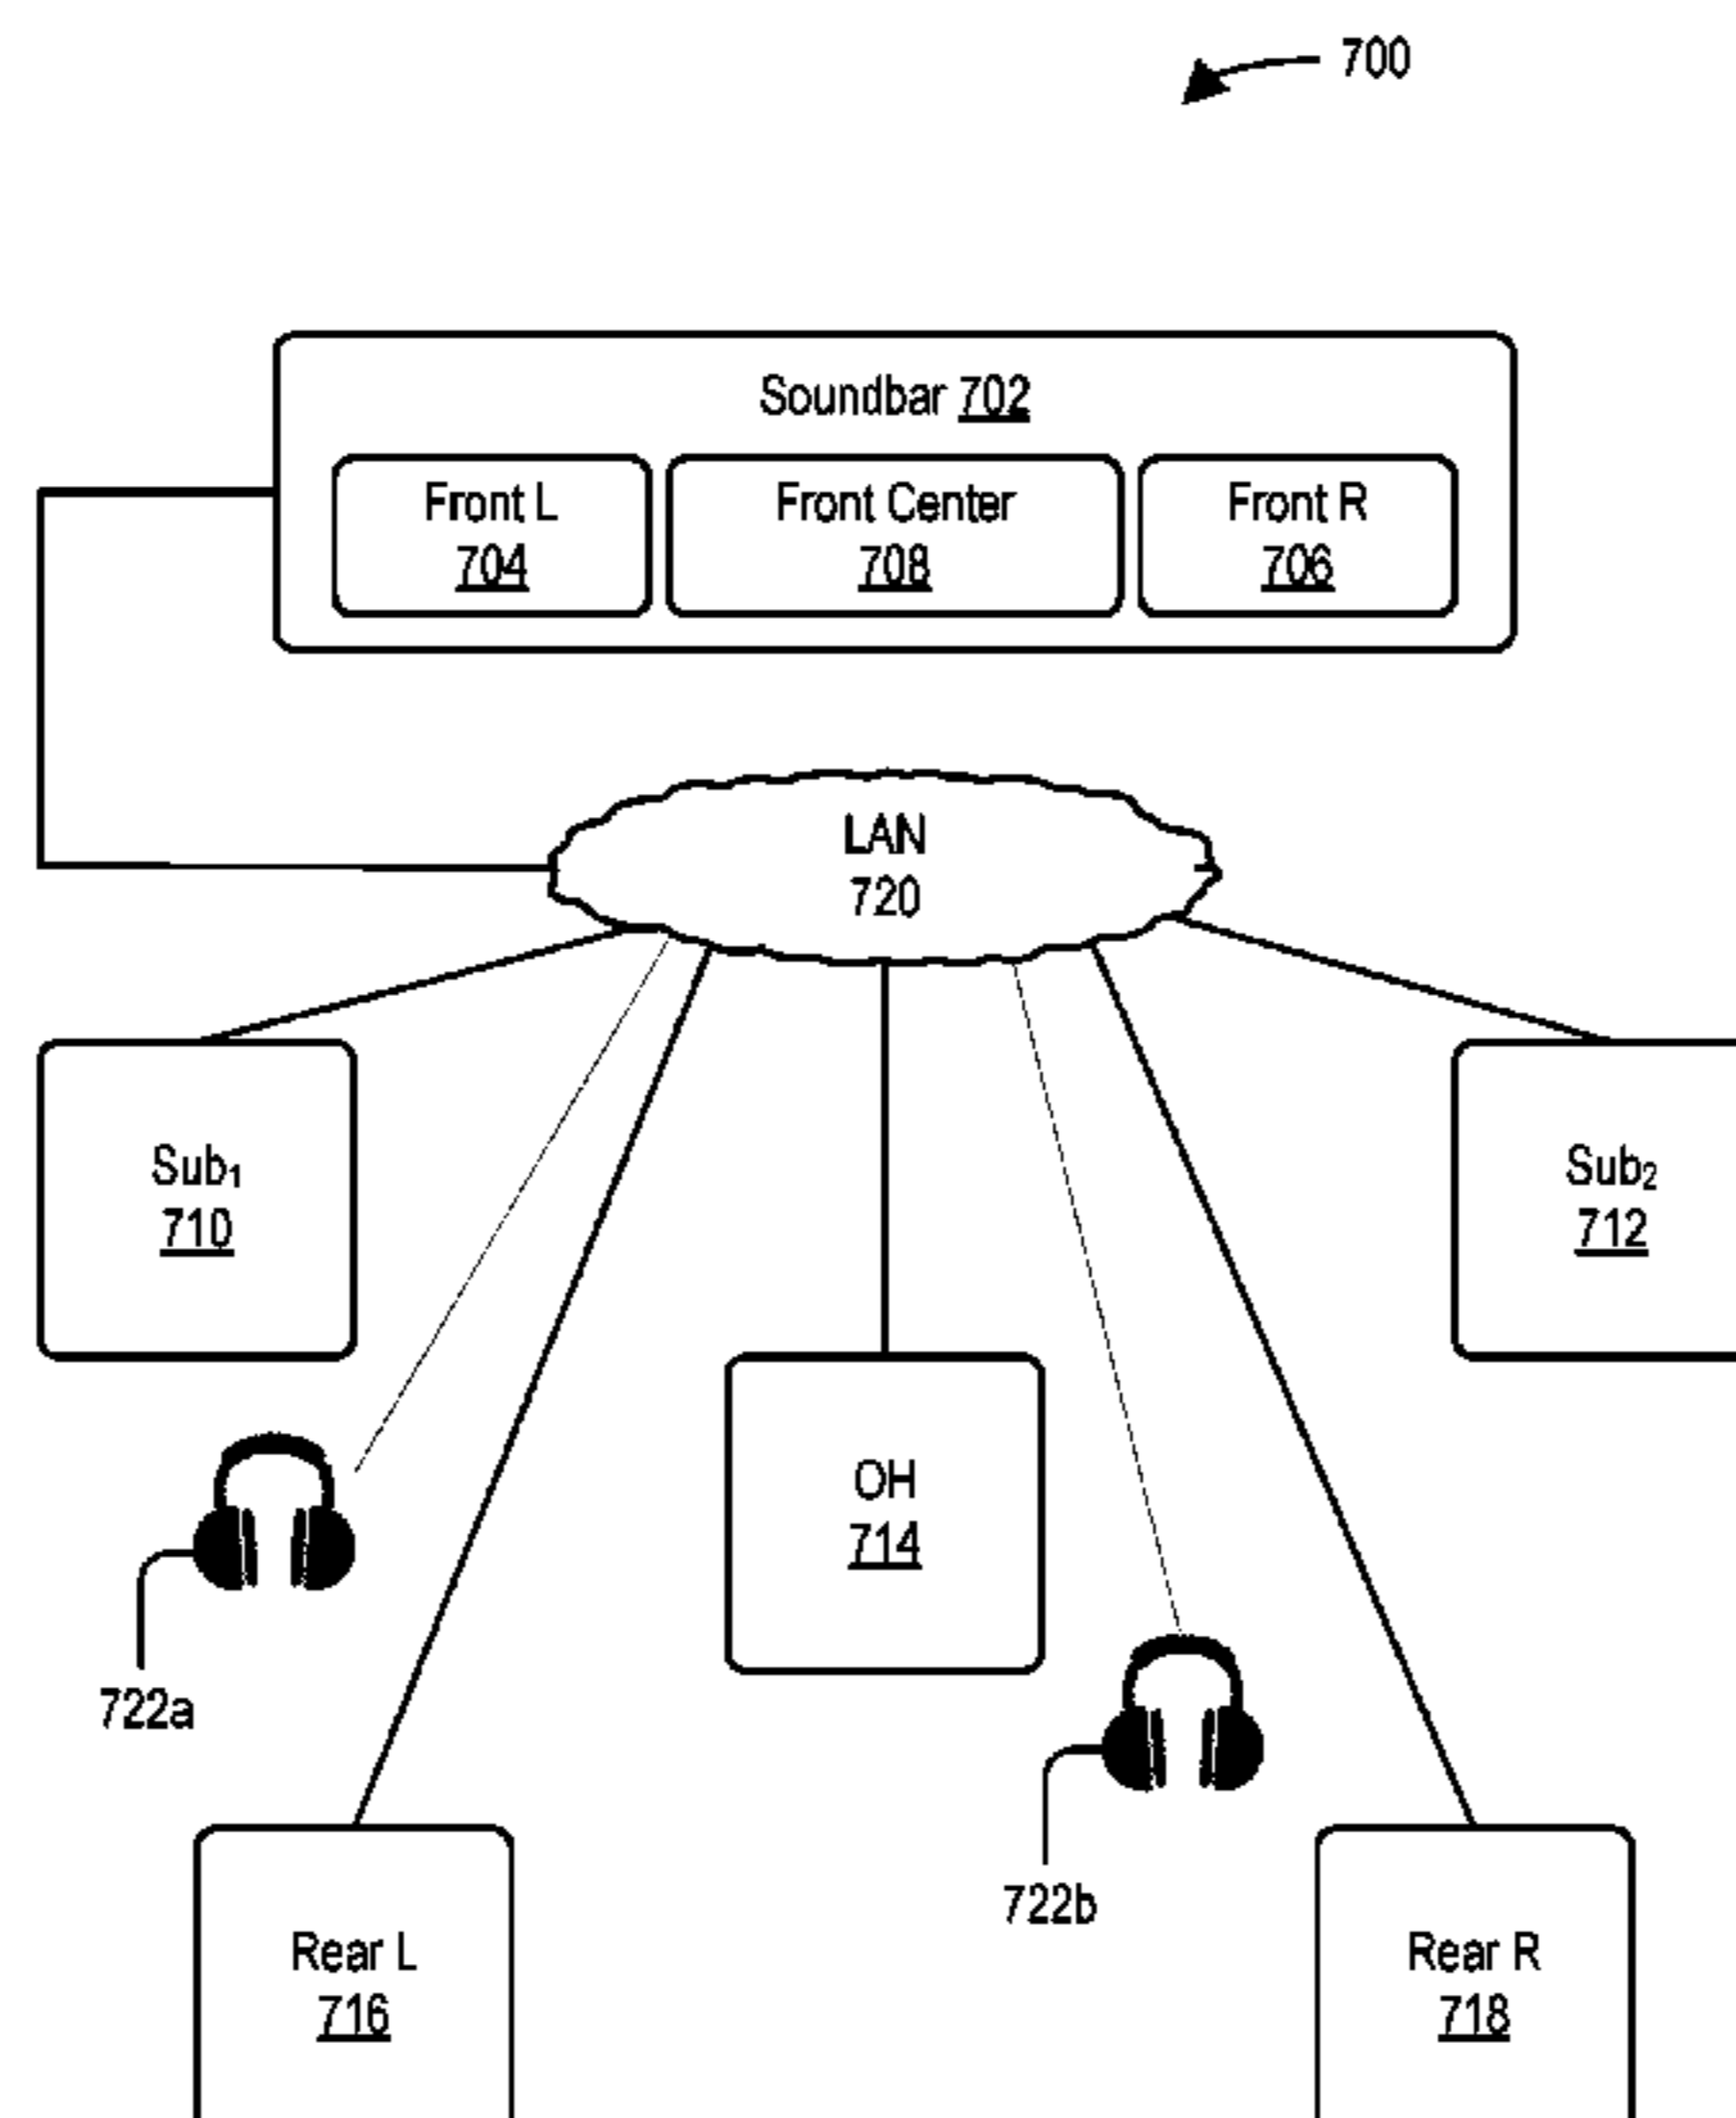 700
Soundbar 702
Front L
704
Front Center
708
Front R
706
LAN
720
Sub₁
710
Sub₂
712
OH
714
722a
722b
Rear L
716
Rear R
718